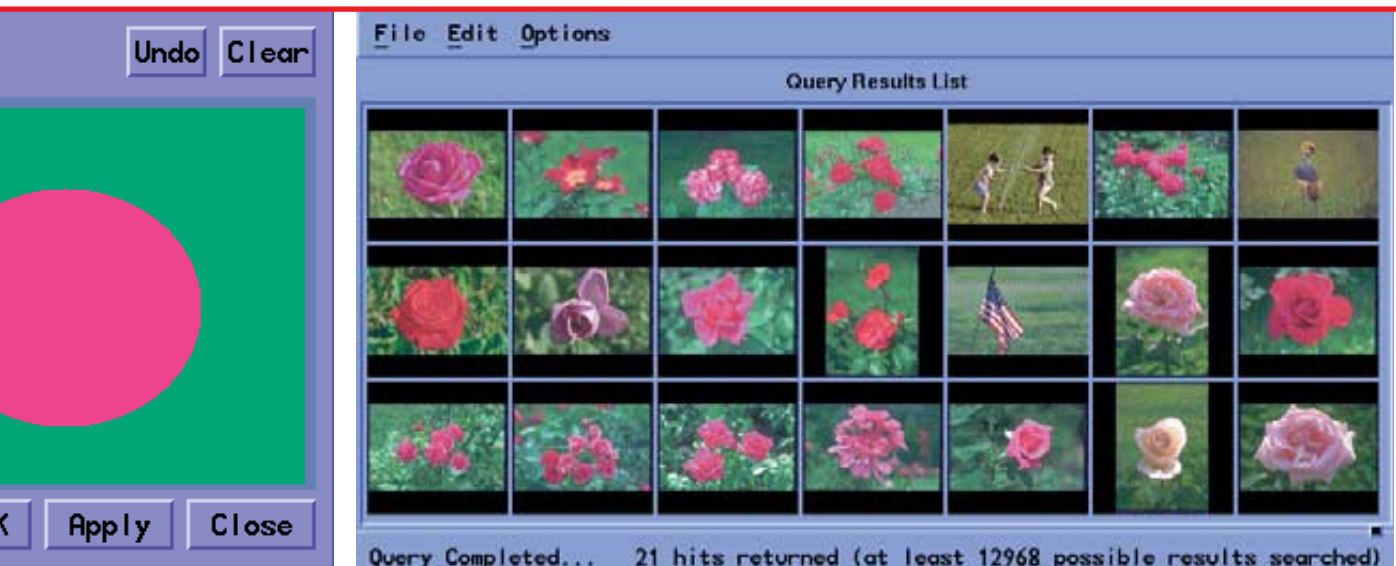 Undo Clear
Apply Close
File Edit Options
Query Results List
Query Completed... 21 hits returned (at least 12968 possible results searched)